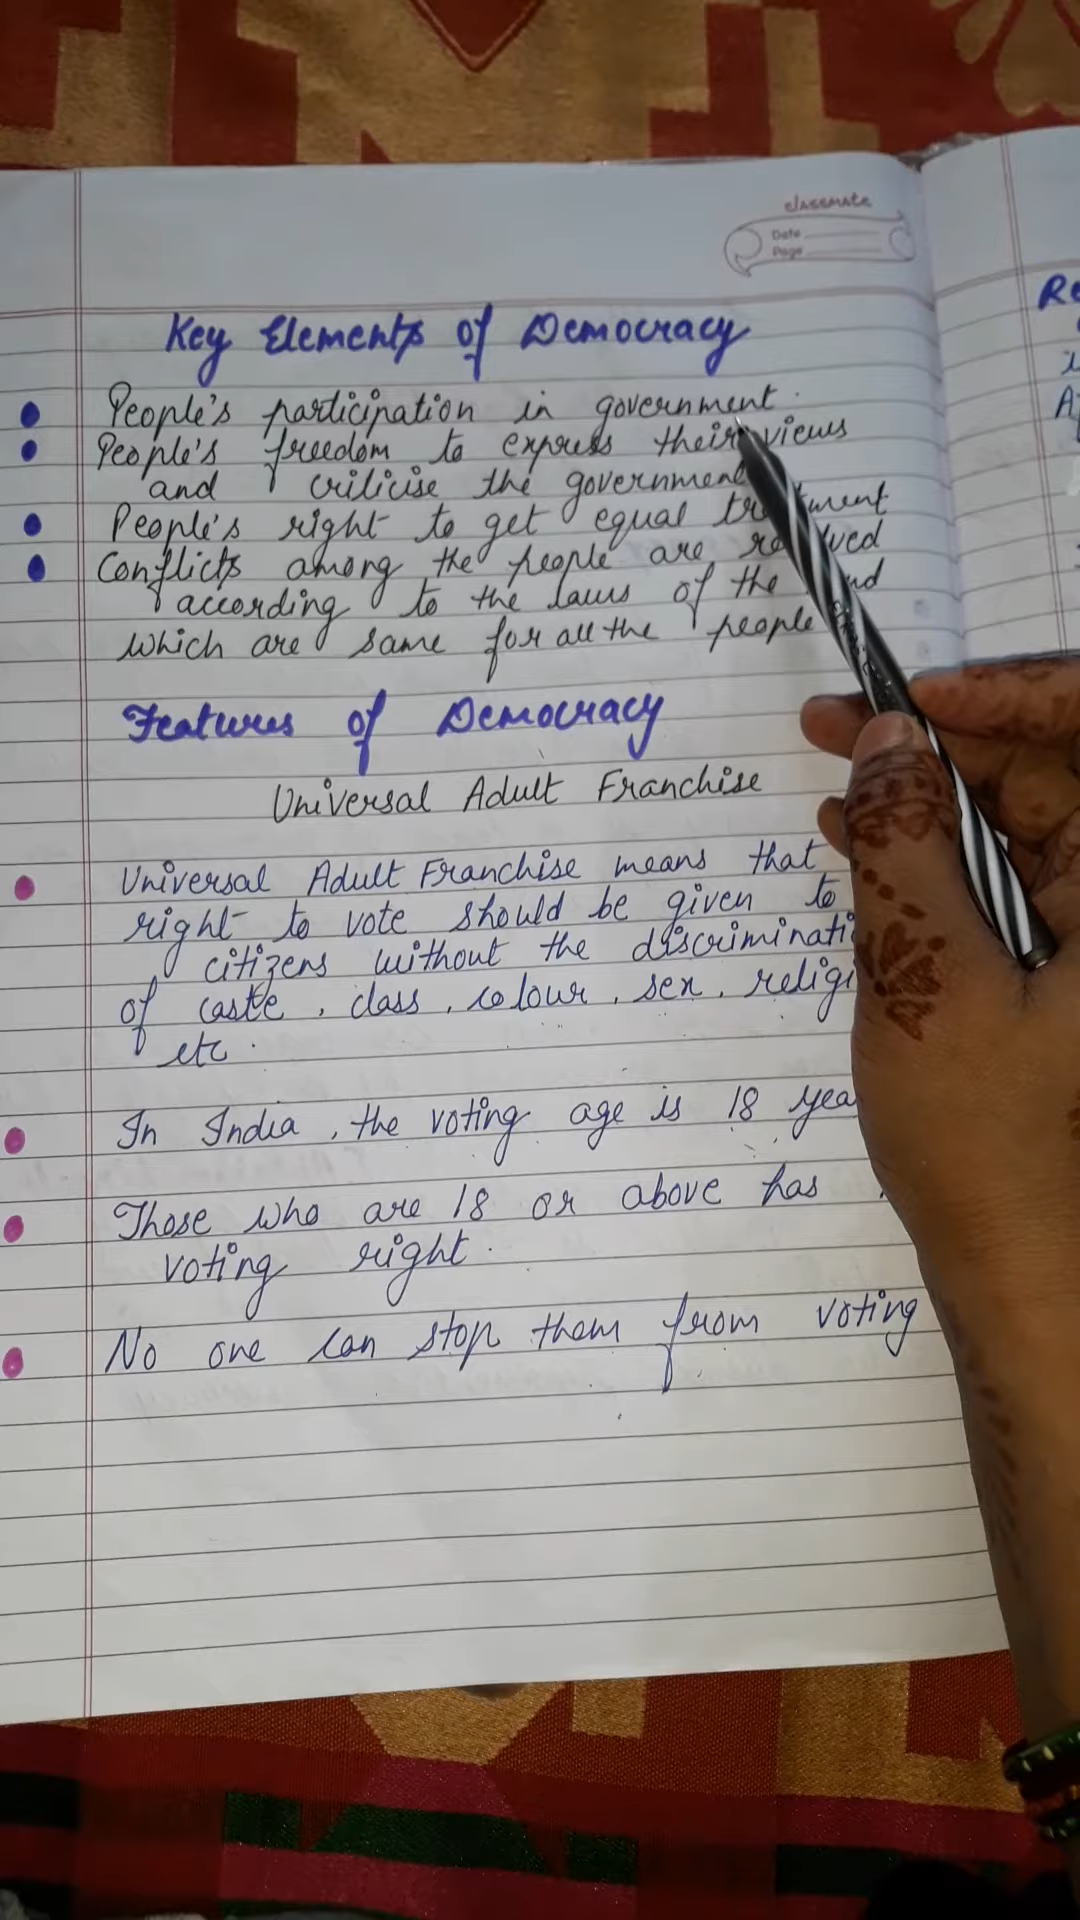 classmate
Date
Page
Key Elements of Democracy
People's participation in government.
People's freedom to express their views
and criticise the government
People's right to get equal treatment
Conflicts among the people are resolved
according to the laws of the land
which are same for all the people
Features of Democracy
Universal Adult Franchise
Universal Adult Franchise means that
right to vote should be given to
citizens without the discriminati
of caste, class, colour, sex, religi
etc.
In India, the voting age is 18 yea
Those who are 18 or above has
voting right.
No one can stop them from voting